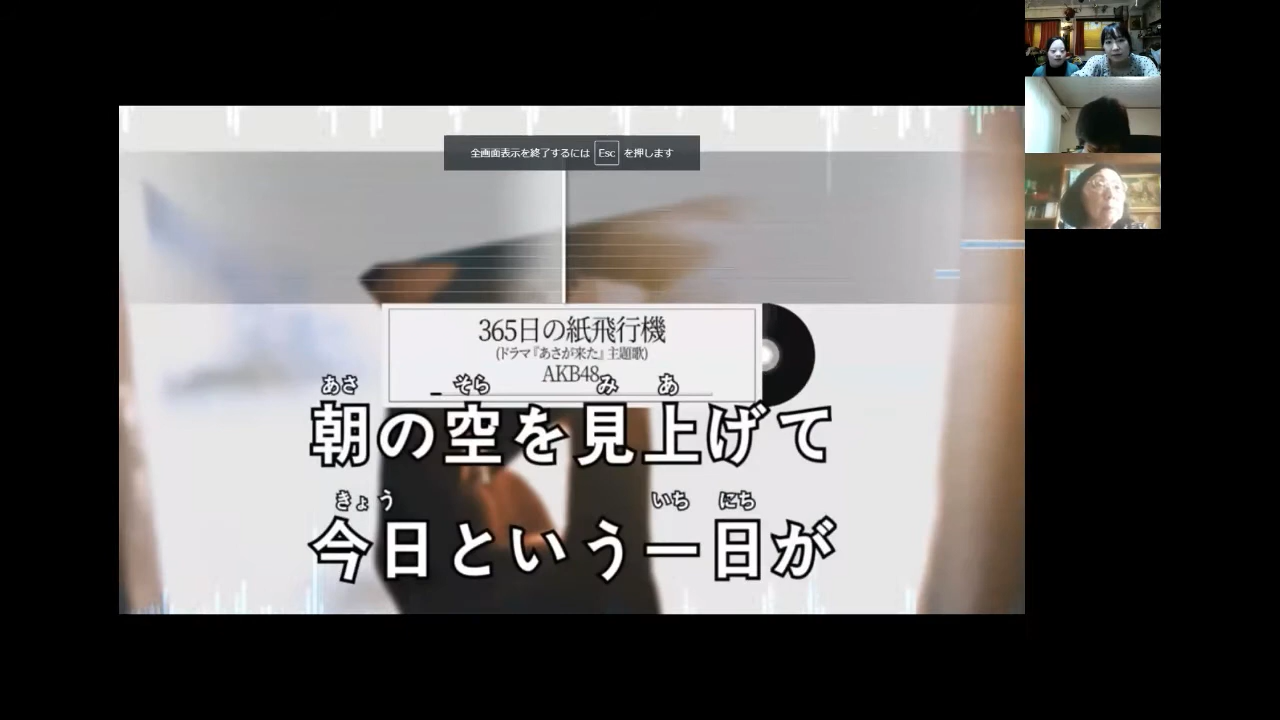 全画面表示を終了するには Esc を押します
365日の紙飛行機
(ドラマ『あさが来た』主題歌)
AKB48
あさ そら み あ
朝の空を見上げて
きょう いち にち
今日という一日が